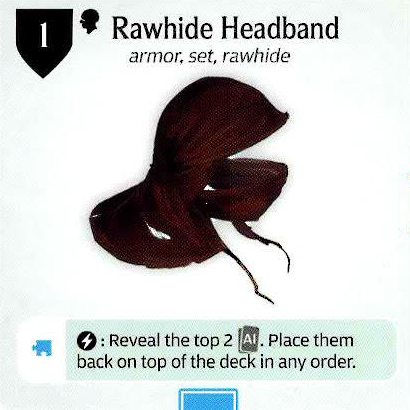 1
Rawhide Headband
armor, set, rawhide
: Reveal the top 2 AI. Place them
back on top of the deck in any order.